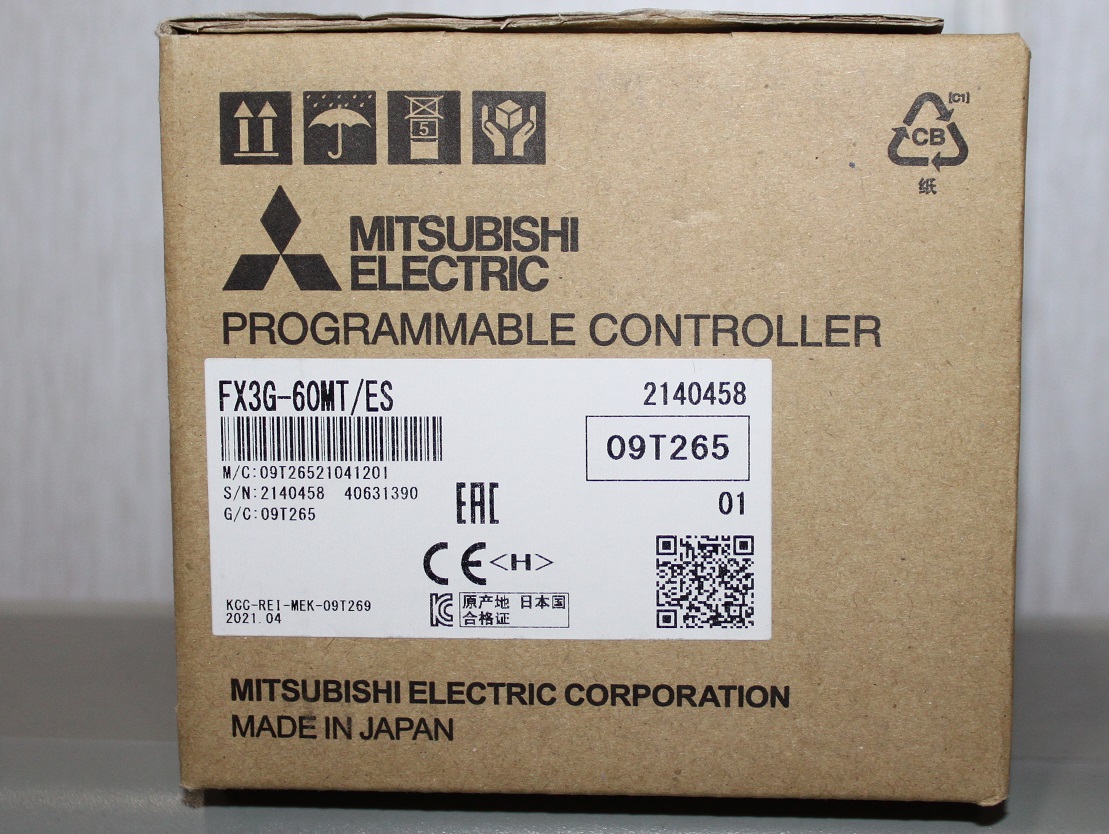 5
[C1]
CB
纸
MITSUBISHI
ELECTRIC
PROGRAMMABLE CONTROLLER
FX3G-60MT/ES
2140458
09T265
M/C:09T26521041201
S/N:2140458 40631390
G/C:09T265
EAC
01
CE <H>
KC
原产地 日本国
合格证
KCC-REI-MEK-09T269
2021.04
MITSUBISHI ELECTRIC CORPORATION
MADE IN JAPAN